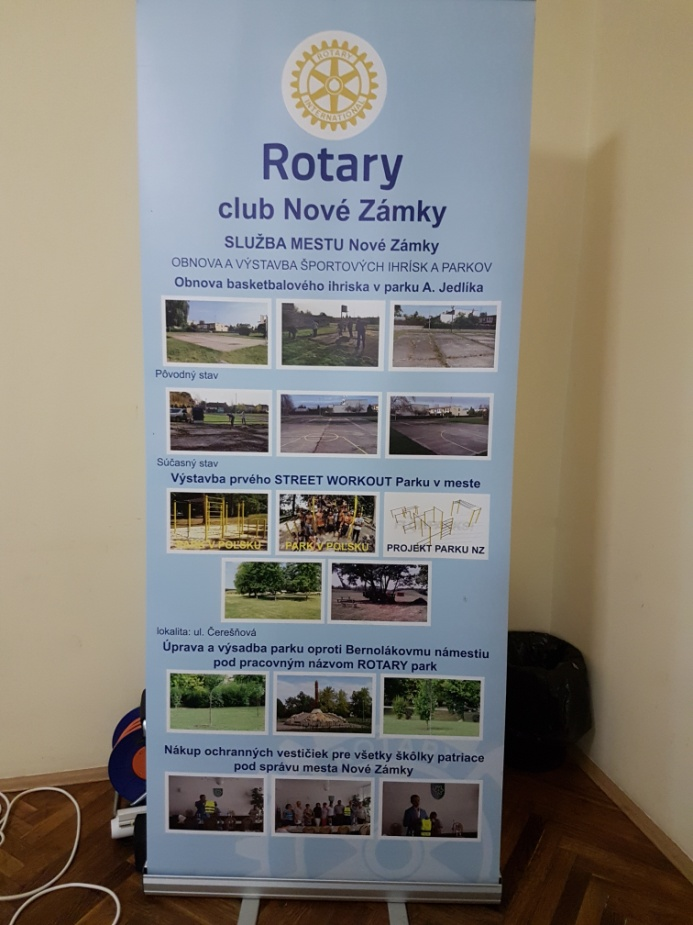 ROTARY
INTERNATIONAL
Rotary
club Nové Zámky
SLUŽBA MESTU Nové Zámky
OBNOVA A VÝSTAVBA ŠPORTOVÝCH IHRÍSK A PARKOV
Obnova basketbalového ihriska v parku A. Jedlika
Pôvodný stav
Súčasný stav
Výstavba prvého STREET WORKOUT Parku v meste
PARK V POĽSKU
PARK V POĽSKU
PROJEKT PARKU NZ
lokalita: ul. Čerešňová
Úprava a výsadba parku oproti Bernolákovmu námestiu
pod pracovným názvom ROTARY park
Nákup ochranných vestičiek pre všetky škôlky patriace
pod správu mesta Nové Zámky